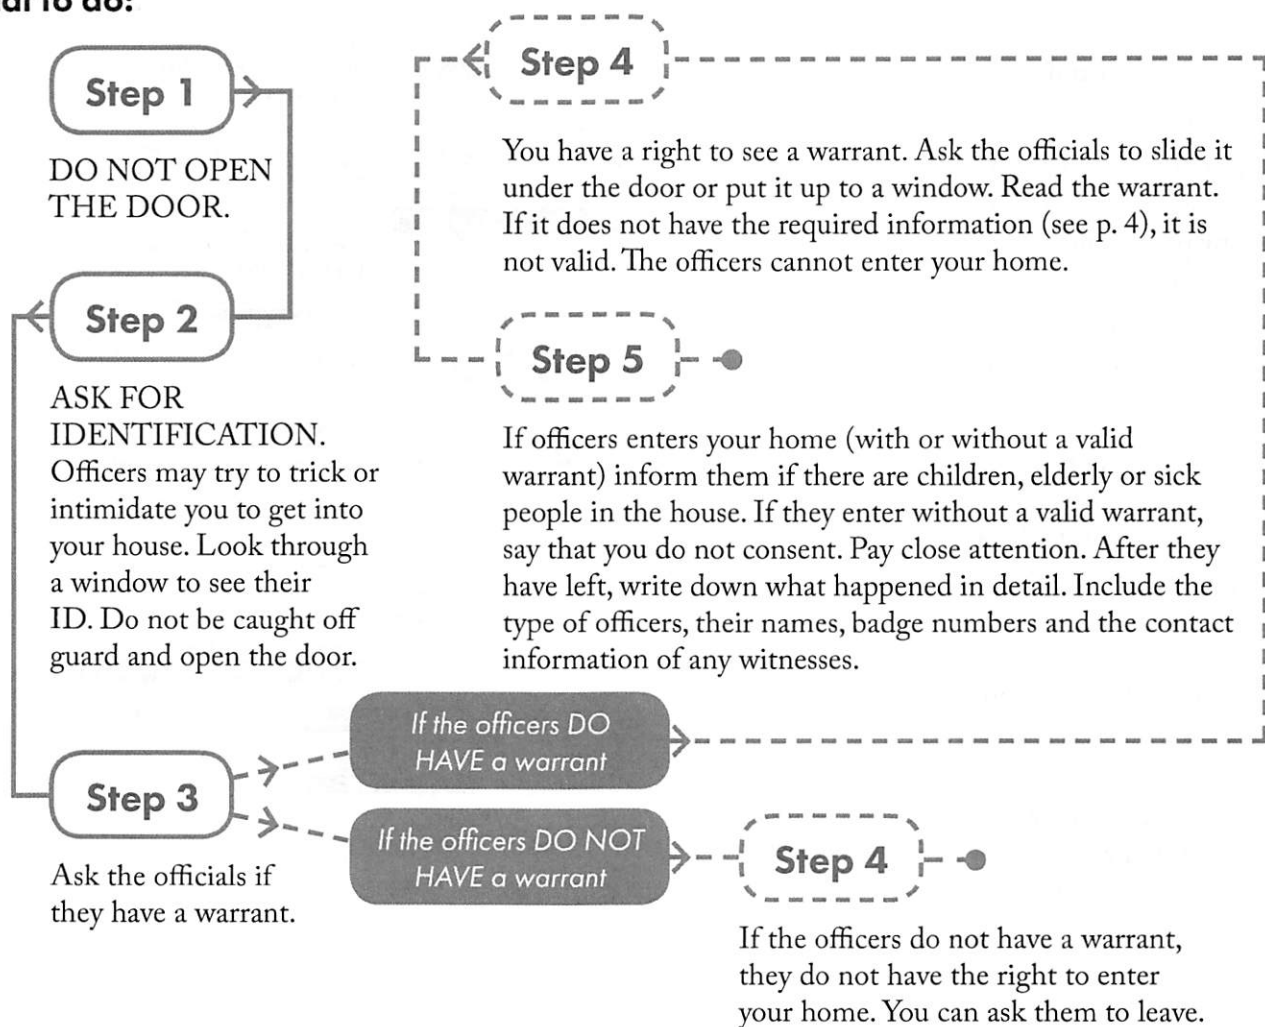 to do:
Step 1
DO NOT OPEN
THE DOOR.
Step 2
ASK FOR
IDENTIFICATION.
Officers may try to trick or
intimidate you to get into
your house. Look through
a window to see their
ID. Do not be caught off
guard and open the door.
Step 3
Ask the officials if
they have a warrant.
If the officers DO
HAVE a warrant
Step 4
You have a right to see a warrant. Ask the officials to slide it
under the door or put it up to a window. Read the warrant.
If it does not have the required information (see p. 4), it is
not valid. The officers cannot enter your home.
Step 5
If officers enters your home (with or without a valid
warrant) inform them if there are children, elderly or sick
people in the house. If they enter without a valid warrant,
say that you do not consent. Pay close attention. After they
have left, write down what happened in detail. Include the
type of officers, their names, badge numbers and the contact
information of any witnesses.
If the officers DO NOT
HAVE a warrant
Step 4
If the officers do not have a warrant,
they do not have the right to enter
your home. You can ask them to leave.